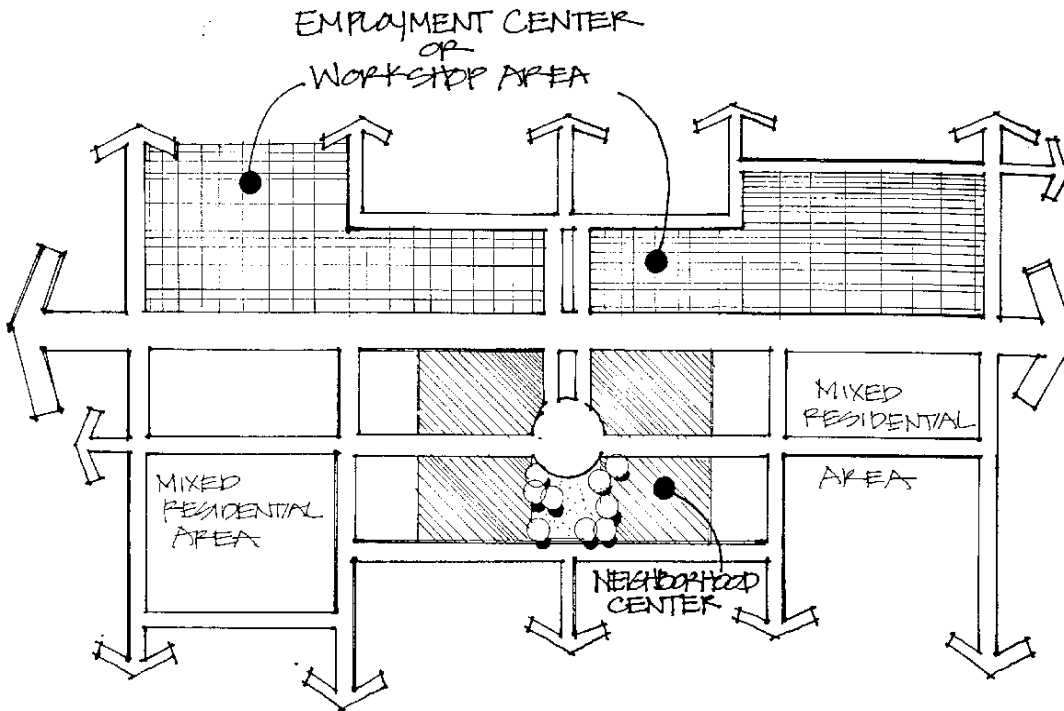 EMPLOYMENT CENTER
OR
WORKSHOP AREA
MIXED
RESIDENTIAL
AREA
MIXED
RESIDENTIAL
AREA
NEIGHBORHOOD
CENTER